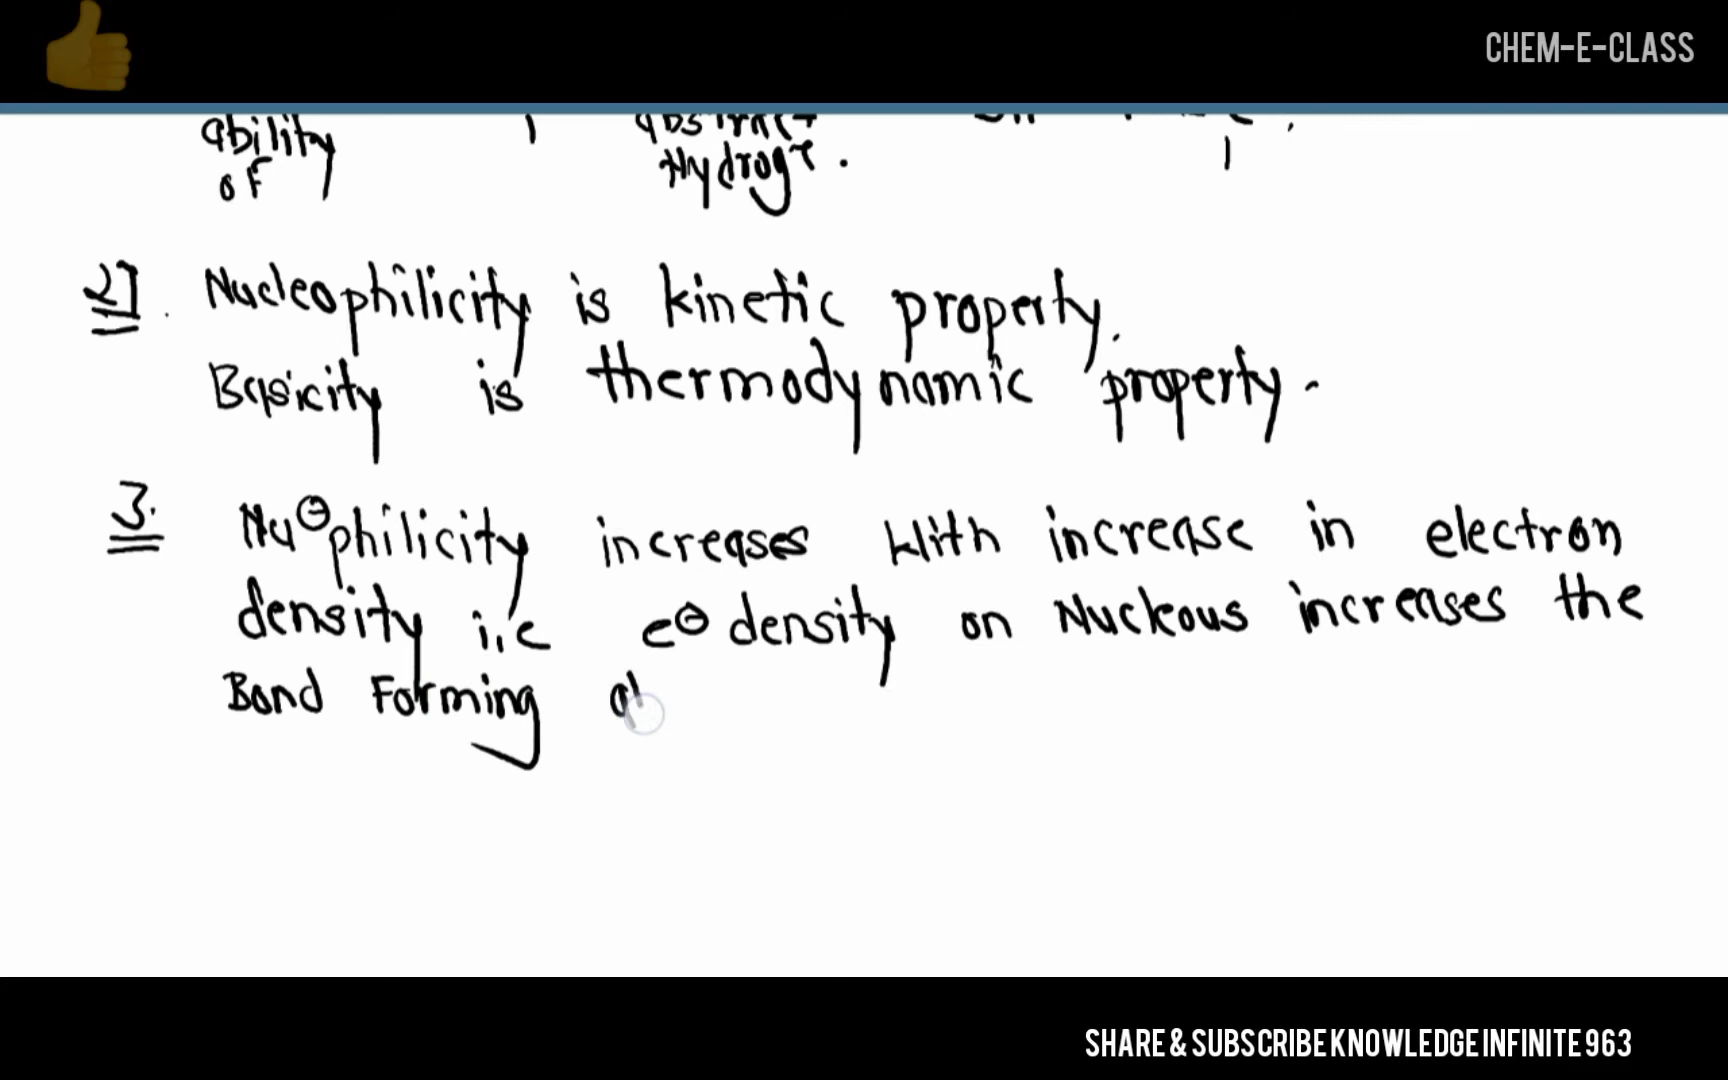 CHEM-E-CLASS
ability
of
abstract
Hydrog
2]. Nucleophilicity is kinetic property.
Basicity is thermodynamic property.
3. Nu⊖philicity increases With increase in electron
density i.e e⊖ density on Nuckous increases the
Bond Forming
SHARE & SUBSCRIBE KNOWLEDGE INFINITE 963